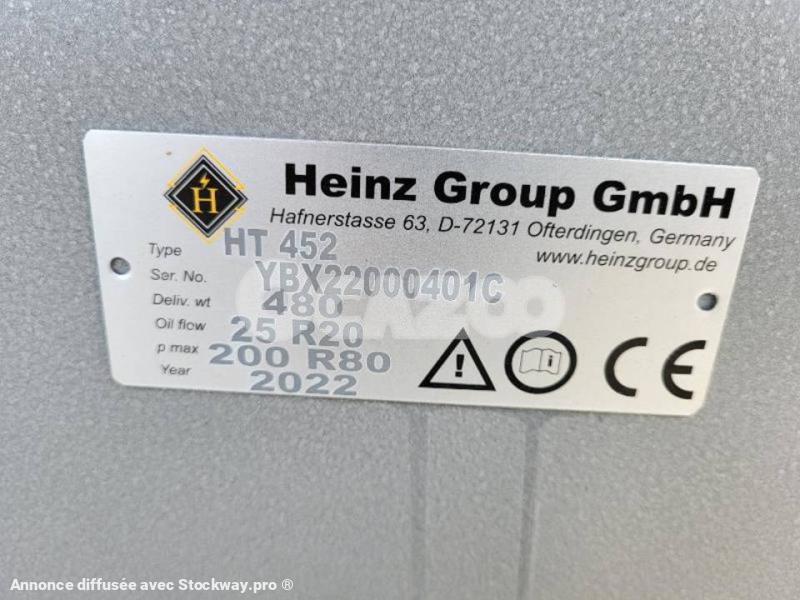 H
Heinz Group GmbH
Hafnerstasse 63, D-72131 Ofterdingen, Germany
www.heinzgroup.de
Type HT 452
Ser. No. YBX22000401C
Deliv. wt 480
Oil flow 25 R20
p max 200 R80
Year 2022
CE
Annonce diffusée avec Stockway.pro ®